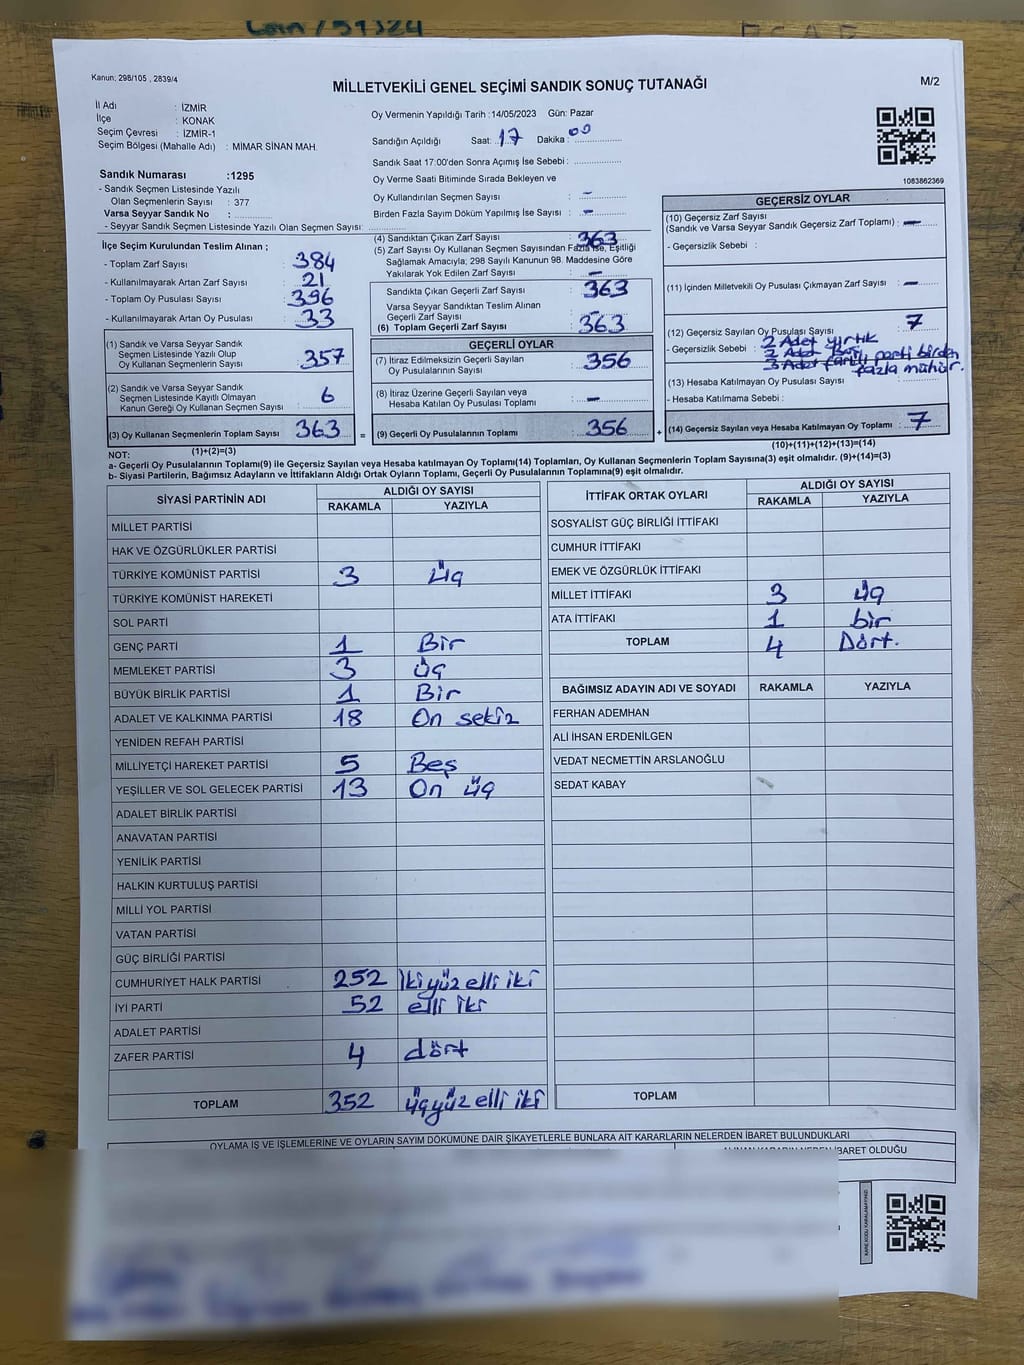 Kanun: 298/105 , 2839/4
MİLLETVEKİLİ GENEL SEÇİMİ SANDIK SONUÇ TUTANAĞI
M/2
İl Adı : İZMİR
İlçe : KONAK
Seçim Çevresi : İZMİR-1
Seçim Bölgesi (Mahalle Adı) : MİMAR SİNAN MAH.
Oy Vermenin Yapıldığı Tarih :14/05/2023 Gün: Pazar
Sandığın Açıldığı Saat: 17 Dakika : 00
Sandık Saat 17:00'den Sonra Açımış İse Sebebi :
Oy Verme Saati Bitiminde Sırada Bekleyen ve
Oy Kullandırılan Seçmen Sayısı : -
Birden Fazla Sayım Döküm Yapılmış İse Sayısı : -
1083862369
Sandık Numarası :1295
- Sandık Seçmen Listesinde Yazılı
Olan Seçmenlerin Sayısı : 377
Varsa Seyyar Sandık No :
- Seyyar Sandık Seçmen Listesinde Yazılı Olan Seçmen Sayısı:
İlçe Seçim Kurulundan Teslim Alınan ;
- Toplam Zarf Sayısı : 384
- Kullanılmayarak Artan Zarf Sayısı : 21
- Toplam Oy Pusulası Sayısı : 396
- Kullanılmayarak Artan Oy Pusulası : 33
(1) Sandık ve Varsa Seyyar Sandık
Seçmen Listesinde Yazılı Olup
Oy Kullanan Seçmenlerin Sayısı : 357
(2) Sandık ve Varsa Seyyar Sandık
Seçmen Listesinde Kayıtlı Olmayan
Kanun Gereği Oy Kullanan Seçmen Sayısı : 6
(3) Oy Kullanan Seçmenlerin Toplam Sayısı : 363
(1)+(2)=(3)
(4) Sandıktan Çıkan Zarf Sayısı : 363
(5) Zarf Sayısı Oy Kullanan Seçmen Sayısından Fazla İse, Eşitliği
Sağlamak Amacıyla; 298 Sayılı Kanunun 98. Maddesine Göre
Yakılarak Yok Edilen Zarf Sayısı : -
Sandıkta Çıkan Geçerli Zarf Sayısı : 363
Varsa Seyyar Sandıktan Teslim Alınan
Geçerli Zarf Sayısı : -
(6) Toplam Geçerli Zarf Sayısı : 363
GEÇERLİ OYLAR
(7) İtiraz Edilmeksizin Geçerli Sayılan
Oy Pusulalarının Sayısı : 356
(8) İtiraz Üzerine Geçerli Sayılan veya
Hesaba Katılan Oy Pusulası Toplamı : -
= (9) Geçerli Oy Pusulalarının Toplamı : 356 +
GEÇERSİZ OYLAR
(10) Geçersiz Zarf Sayısı
(Sandık ve Varsa Seyyar Sandık Geçersiz Zarf Toplamı) : -
- Geçersizlik Sebebi :
(11) İçinden Milletvekili Oy Pusulası Çıkmayan Zarf Sayısı : -
(12) Geçersiz Sayılan Oy Pusulası Sayısı : 7
- Geçersizlik Sebebi : 2 Adet yırtık
2 Adet Boş
3 Adet farklı parti birden
fazla mühür.
(13) Hesaba Katılmayan Oy Pusulası Sayısı :
- Hesaba Katılmama Sebebi :
(14) Geçersiz Sayılan veya Hesaba Katılmayan Oy Toplamı : 7
(10)+(11)+(12)+(13)=(14)
NOT:
a- Geçerli Oy Pusulalarının Toplamı(9) ile Geçersiz Sayılan veya Hesaba katılmayan Oy Toplamı(14) Toplamları, Oy Kullanan Seçmenlerin Toplam Sayısına(3) eşit olmalıdır. (9)+(14)=(3)
b- Siyasi Partilerin, Bağımsız Adayların ve İttifakların Aldığı Ortak Oyların Toplamı, Geçerli Oy Pusulalarının Toplamına(9) eşit olmalıdır.
SİYASİ PARTİNİN ADI ALDIĞI OY SAYISI
RAKAMLA YAZIYLA
MİLLET PARTİSİ
HAK VE ÖZGÜRLÜKLER PARTİSİ
TÜRKİYE KOMÜNİST PARTİSİ 3 üç
TÜRKİYE KOMÜNİST HAREKETİ
SOL PARTİ
GENÇ PARTİ 1 Bir
MEMLEKET PARTİSİ 3 üç
BÜYÜK BİRLİK PARTİSİ 1 Bir
ADALET VE KALKINMA PARTİSİ 18 On sekiz
YENİDEN REFAH PARTİSİ
MİLLİYETÇİ HAREKET PARTİSİ 5 Beş
YEŞİLLER VE SOL GELECEK PARTİSİ 13 On üç
ADALET BİRLİK PARTİSİ
ANAVATAN PARTİSİ
YENİLİK PARTİSİ
HALKIN KURTULUŞ PARTİSİ
MİLLİ YOL PARTİSİ
VATAN PARTİSİ
GÜÇ BİRLİĞİ PARTİSİ
CUMHURİYET HALK PARTİSİ 252 İkiyüz elli iki
İYİ PARTİ 52 elli iki
ADALET PARTİSİ
ZAFER PARTİSİ 4 dört
TOPLAM 352 üçyüz elli iki
İTTİFAK ORTAK OYLARI ALDIĞI OY SAYISI
RAKAMLA YAZIYLA
SOSYALİST GÜÇ BİRLİĞİ İTTİFAKI
CUMHUR İTTİFAKI
EMEK VE ÖZGÜRLÜK İTTİFAKI
MİLLET İTTİFAKI 3 üç
ATA İTTİFAKI 1 bir
TOPLAM 4 Dört.
BAĞIMSIZ ADAYIN ADI VE SOYADI RAKAMLA YAZIYLA
FERHAN ADEMHAN
ALİ İHSAN ERDENİLGEN
VEDAT NECMETTİN ARSLANOĞLU
SEDAT KABAY
TOPLAM
OYLAMA İŞ VE İŞLEMLERİNE VE OYLARIN SAYIM DÖKÜMÜNE DAİR ŞİKAYETLERLE BUNLARA AİT KARARLARIN NELERDEN İBARET BULUNDUKLARI
İBARET OLDUĞU
KARE KODU KARALAMAYINIZ